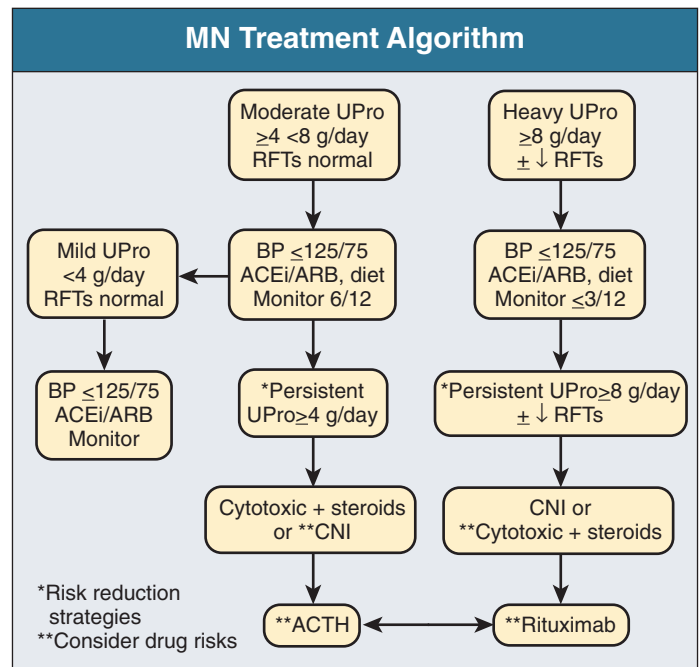 MN Treatment Algorithm
Moderate UPro
≥4 <8 g/day
RFTs normal
Heavy UPro
≥8 g/day
± ↓ RFTs
Mild UPro
<4 g/day
RFTs normal
BP ≤125/75
ACEi/ARB, diet
Monitor 6/12
BP ≤125/75
ACEi/ARB, diet
Monitor ≤3/12
BP ≤125/75
ACEi/ARB
Monitor
*Persistent
UPro≥4 g/day
*Persistent UPro≥8 g/day
± ↓ RFTs
Cytotoxic + steroids
or **CNI
CNI or
**Cytotoxic + steroids
*Risk reduction
strategies
**Consider drug risks
**ACTH
**Rituximab